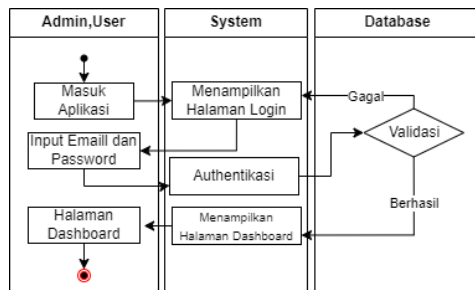 Admin,User
System
Database
Masuk
Aplikasi
Menampilkan
Halaman Login
Gagal
Input Emaill dan
Password
Validasi
Authentikasi
Berhasil
Halaman
Dashboard
Menampilkan
Halaman Dashboard